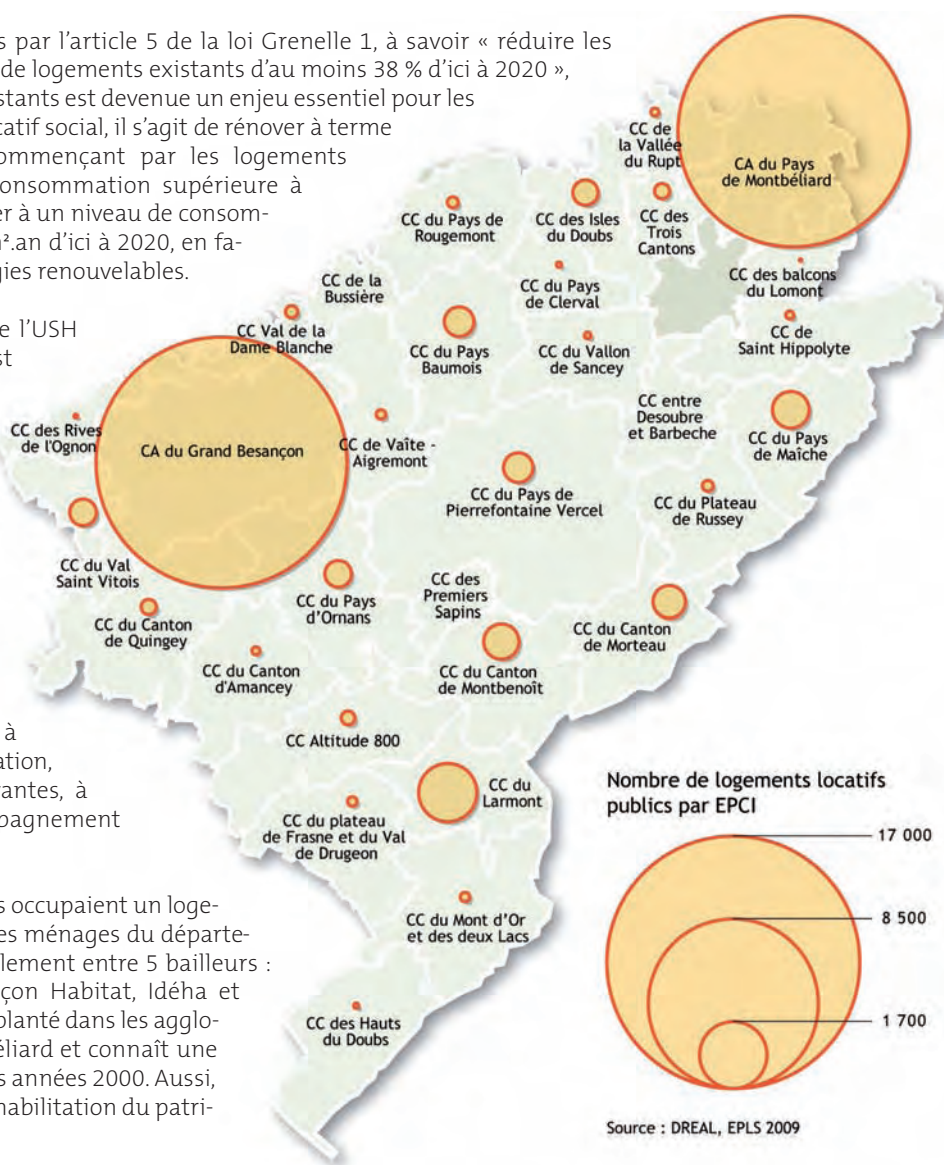 s par l'article 5 de la loi Grenelle 1, à savoir « réduire les
de logements existants d'au moins 38 % d'ici à 2020 »,
stants est devenue un enjeu essentiel pour les
catif social, il s'agit de rénover à terme
ommençant par les logements
onsommation supérieure à
er à un niveau de consom-
m².an d'ici à 2020, en fa-
gies renouvelables.
e l'USH
st
à
ation,
antes, à
pagnement
s occupaient un loge-
es ménages du départe-
lement entre 5 bailleurs :
çon Habitat, Idéha et
planté dans les agglo-
éliard et connaît une
s années 2000. Aussi,
habilitation du patri-
CC de
la Vallée
du Rupt
CA du Pays
de Montbéliard
CC du Pays de
Rougemont
CC des Isles
du Doubs
CC des
Trois
Cantons
CC de la
Bussière
CC du Pays
de Clerval
CC des balcons
du Lomont
CC Val de la
Dame Blanche
CC du Pays
Baumois
CC du Vallon
de Sancey
CC de
Saint Hippolyte
CC des Rives
de l'Ognon
CA du Grand Besançon
CC de Vaîte -
Aigremont
CC entre
Desoubre
et Barbeche
CC du Pays
de Maîche
CC du Pays de
Pierrefontaine Vercel
CC du Plateau
de Russey
CC du Val
Saint Vitois
CC du Pays
d'Ornans
CC des
Premiers
Sapins
CC du Canton
de Quingey
CC du Canton
de Morteau
CC du Canton
d'Amancey
CC du Canton
de Montbenoît
CC Altitude 800
CC du
Larmont
CC du plateau
de Frasne et du Val
de Drugeon
CC du Mont d'Or
et des deux Lacs
CC des Hauts
du Doubs
Nombre de logements locatifs
publics par EPCI
17 000
8 500
1 700
Source : DREAL, EPLS 2009